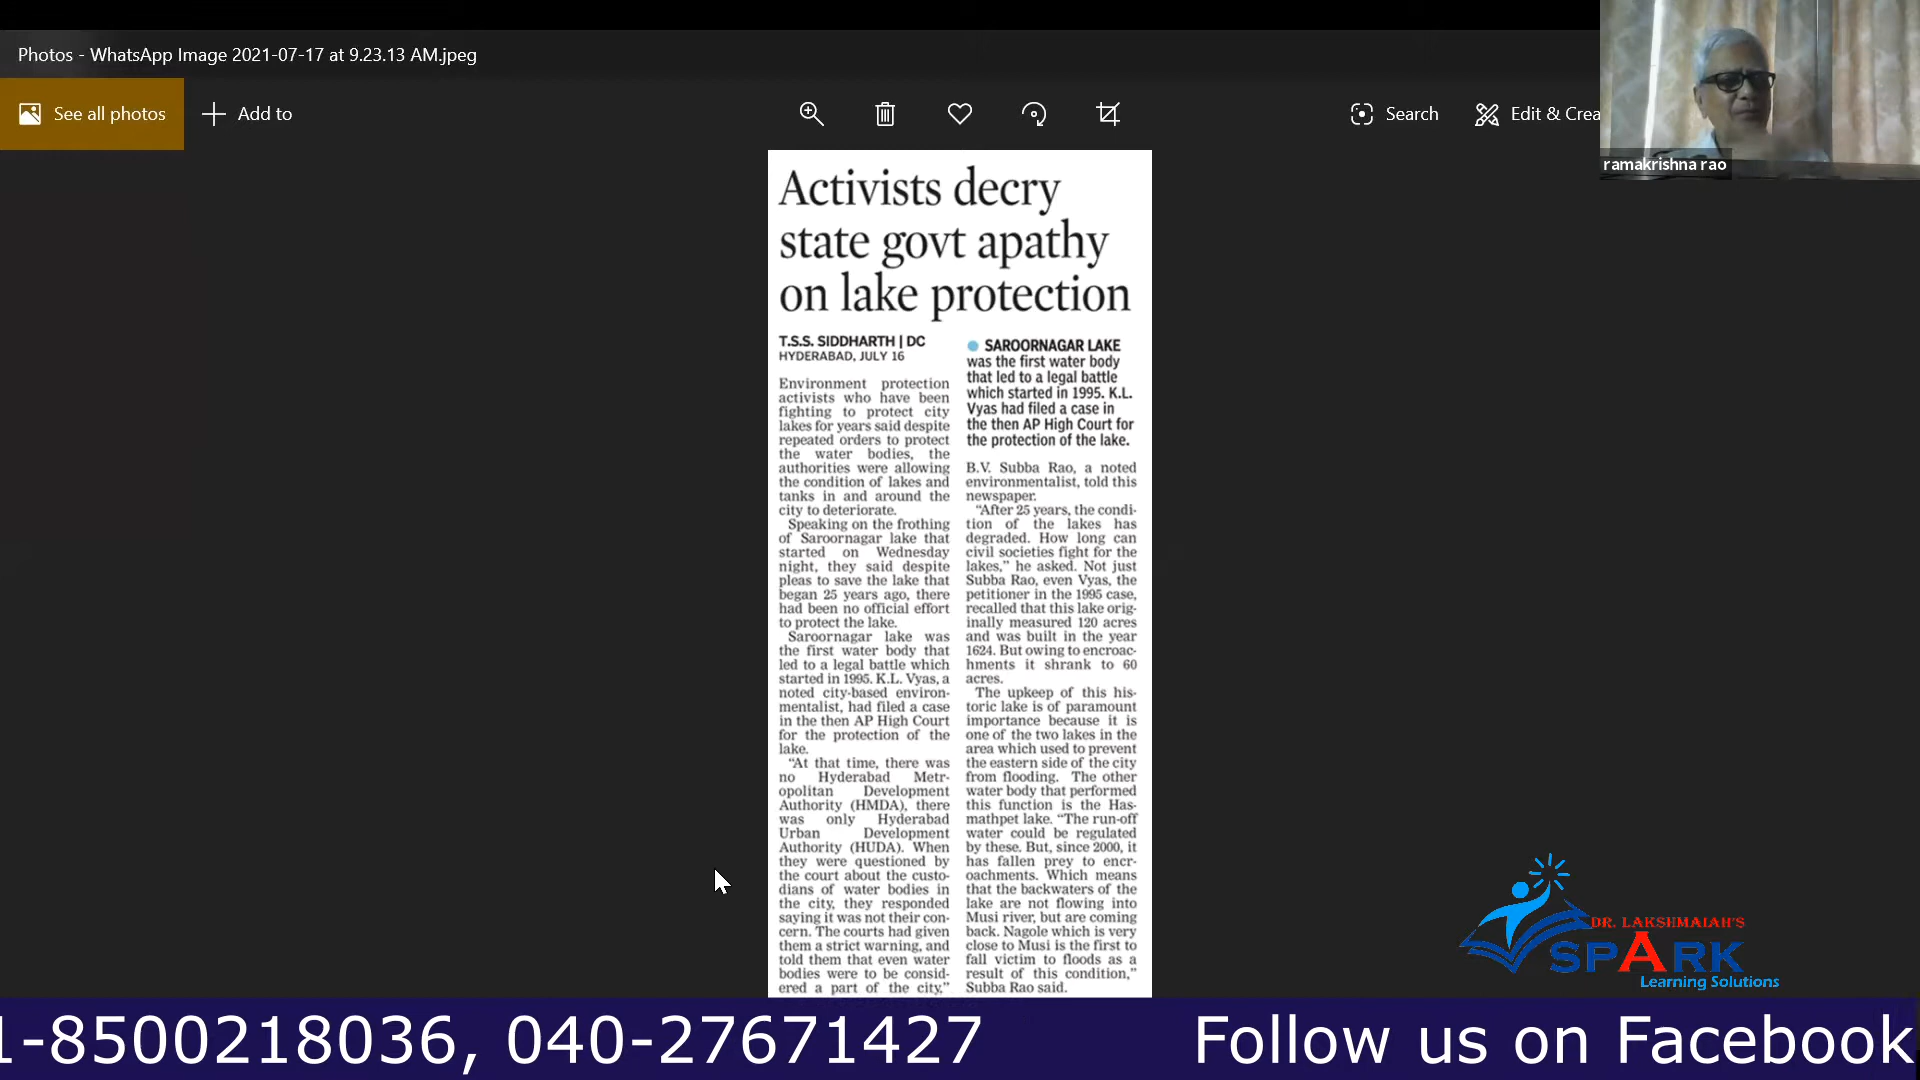 Photos - WhatsApp Image 2021-07-17 at 9.23.13 AM.jpeg
See all photos
Add to
Search
Edit & Crea
ramakrishna rao
Activists decry
state govt apathy
on lake protection
T.S.S. SIDDHARTH | DC
HYDERABAD, JULY 16
Environment protection
activists who have been
fighting to protect city
lakes for years said despite
repeated orders to protect
the water bodies, the
authorities were allowing
the condition of lakes and
tanks in and around the
city to deteriorate.
Speaking on the frothing
of Saroornagar lake that
started on Wednesday
night, they said despite
pleas to save the lake that
began 25 years ago, there
had been no official effort
to protect the lake.
Saroornagar lake was
the first water body that
led to a legal battle which
started in 1995. K.L. Vyas, a
noted city-based environ-
mentalist, had filed a case
in the then AP High Court
for the protection of the
lake.
“At that time, there was
no Hyderabad Metr-
opolitan Development
Authority (HMDA), there
was only Hyderabad
Urban Development
Authority (HUDA). When
they were questioned by
the court about the custo-
dians of water bodies in
the city, they responded
saying it was not their con-
cern. The courts had given
them a strict warning, and
told them that even water
bodies were to be consid-
ered a part of the city,”
SAROORNAGAR LAKE
was the first water body
that led to a legal battle
which started in 1995. K.L.
Vyas had filed a case in
the then AP High Court for
the protection of the lake.
B.V. Subba Rao, a noted
environmentalist, told this
newspaper.
“After 25 years, the condi-
tion of the lakes has
degraded. How long can
civil societies fight for the
lakes,” he asked. Not just
Subba Rao, even Vyas, the
petitioner in the 1995 case,
recalled that this lake orig-
inally measured 120 acres
and was built in the year
1624. But owing to encroac-
hments it shrank to 60
acres.
The upkeep of this his-
toric lake is of paramount
importance because it is
one of the two lakes in the
area which used to prevent
the eastern side of the city
from flooding. The other
water body that performed
this function is the Has-
mathpet lake. “The run-off
water could be regulated
by these. But, since 2000, it
has fallen prey to encr-
oachments. Which means
that the backwaters of the
lake are not flowing into
Musi river, but are coming
back. Nagole which is very
close to Musi is the first to
fall victim to floods as a
result of this condition,”
Subba Rao said.
DR. LAKSHMAIAH'S
SPARK
Learning Solutions
1-8500218036, 040-27671427
Follow us on Facebook